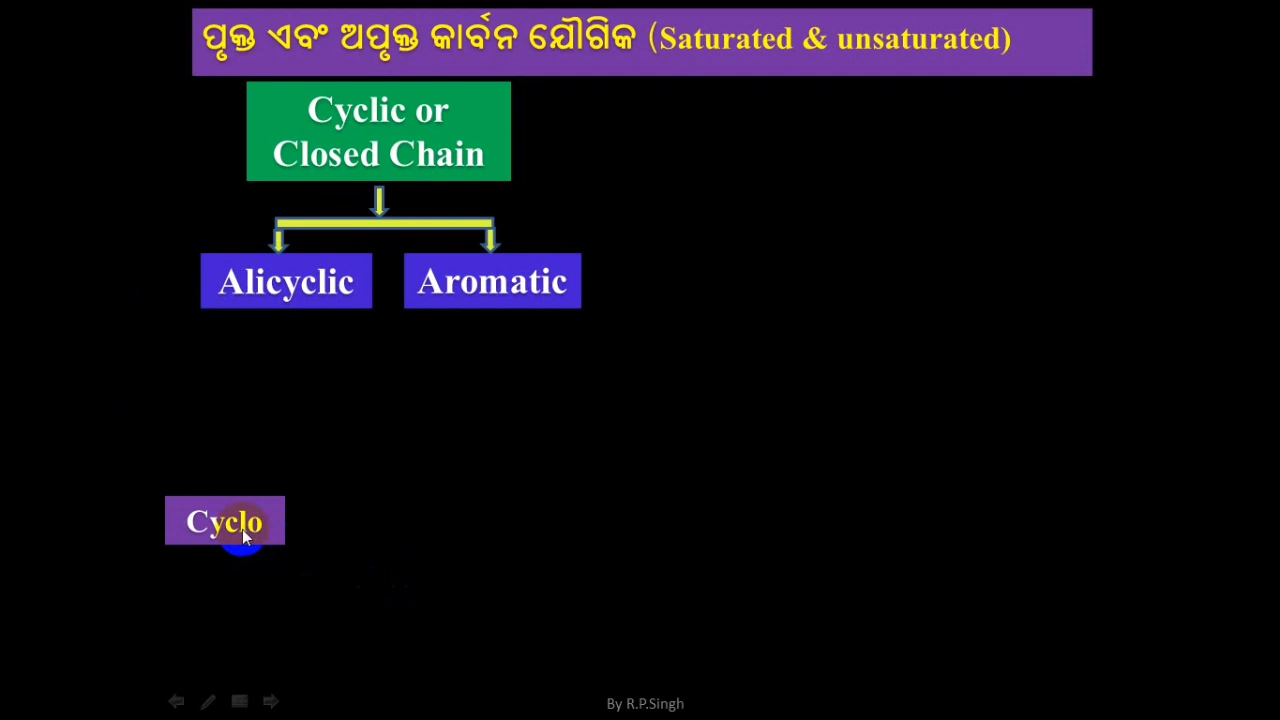 ପୃକ୍ତ ଏବଂ ଅପୃକ୍ତ କାର୍ବନ ଯୌଗିକ (Saturated & unsaturated)
Cyclic or
Closed Chain
Alicyclic
Aromatic
Cyclo
By R.P.Singh